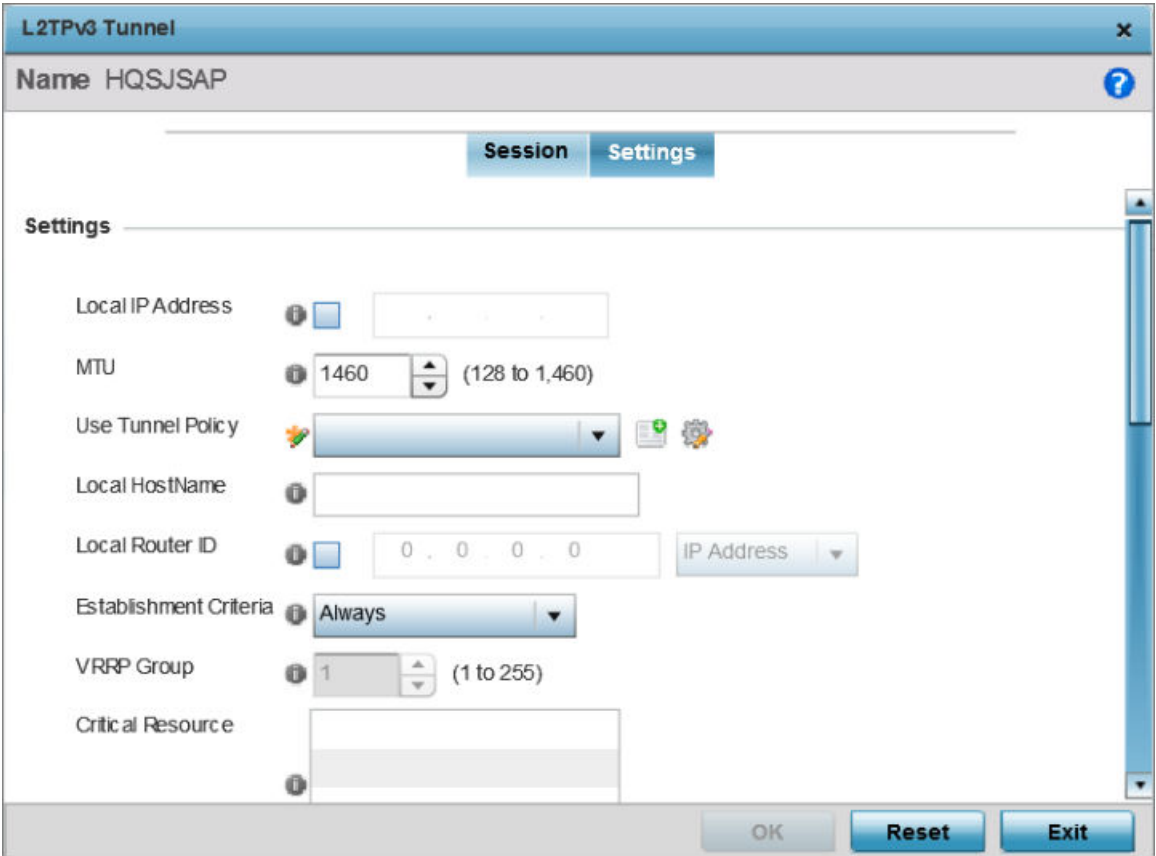 L2TPv3 Tunnel
Name HQSJSAP
Session Settings
Settings
Local IP Address . . .
MTU 1460 (128 to 1,460)
Use Tunnel Policy
Local HostName
Local Router ID 0 . 0 . 0 . 0 IP Address
Establishment Criteria Always
VRRP Group 1 (1 to 255)
Critical Resource
OK Reset Exit